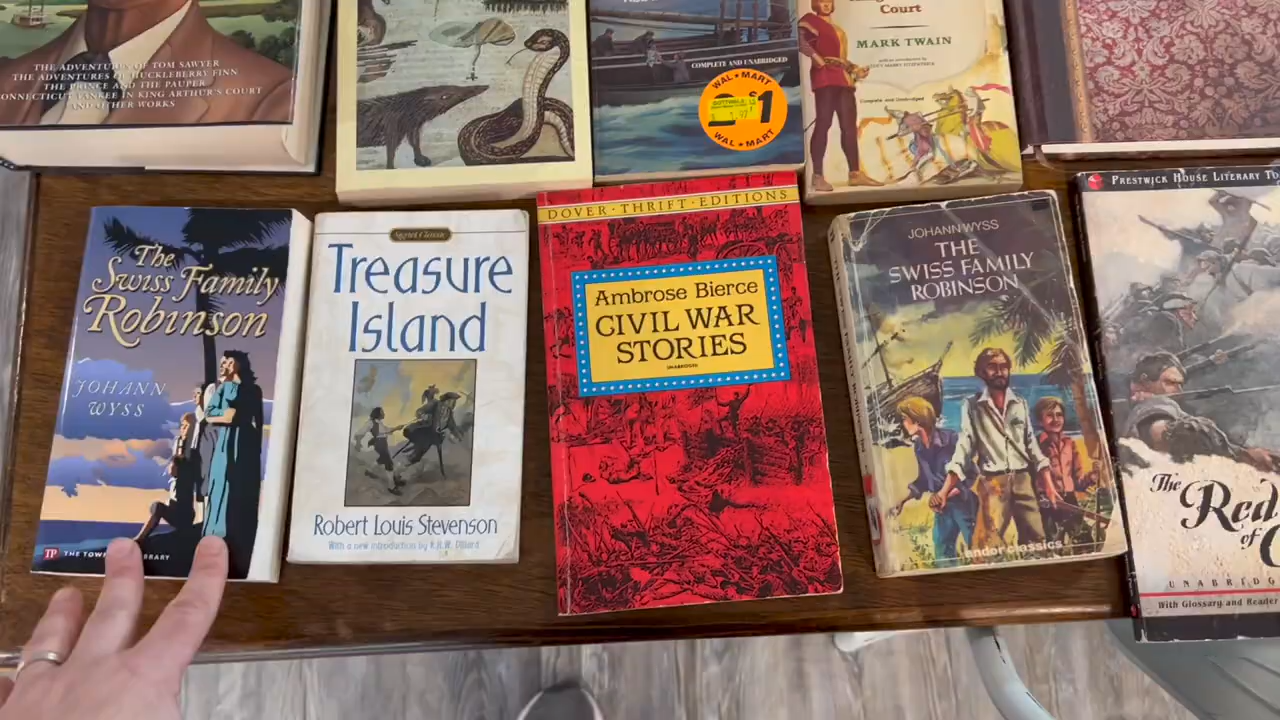 THE ADVENTURES OF TOM SAWYER
THE ADVENTURES OF HUCKLEBERRY FINN
THE PRINCE AND THE PAUPER
CONNECTICUT YANKEE IN KING ARTHUR'S COURT
AND OTHER WORKS
COMPLETE AND UNABRIDGED
WAL★MART
2 $1
WAL★MART
Court
MARK TWAIN
Complete and Unabridged
The
Swiss Family
Robinson
JOHANN
WYSS
TP THE TOW LIBRARY
Signet Classic
Treasure
Island
Robert Louis Stevenson
With a new introduction by R.H.W. Dillard
DOVER · THRIFT · EDITIONS
Ambrose Bierce
CIVIL WAR
STORIES
UNABRIDGED
JOHANN WYSS
THE
SWISS FAMILY
ROBINSON
andor classics
PRESTWICK HOUSE LITERARY TO
The
Red
of
UNABRIDG
With Glossary and Reader